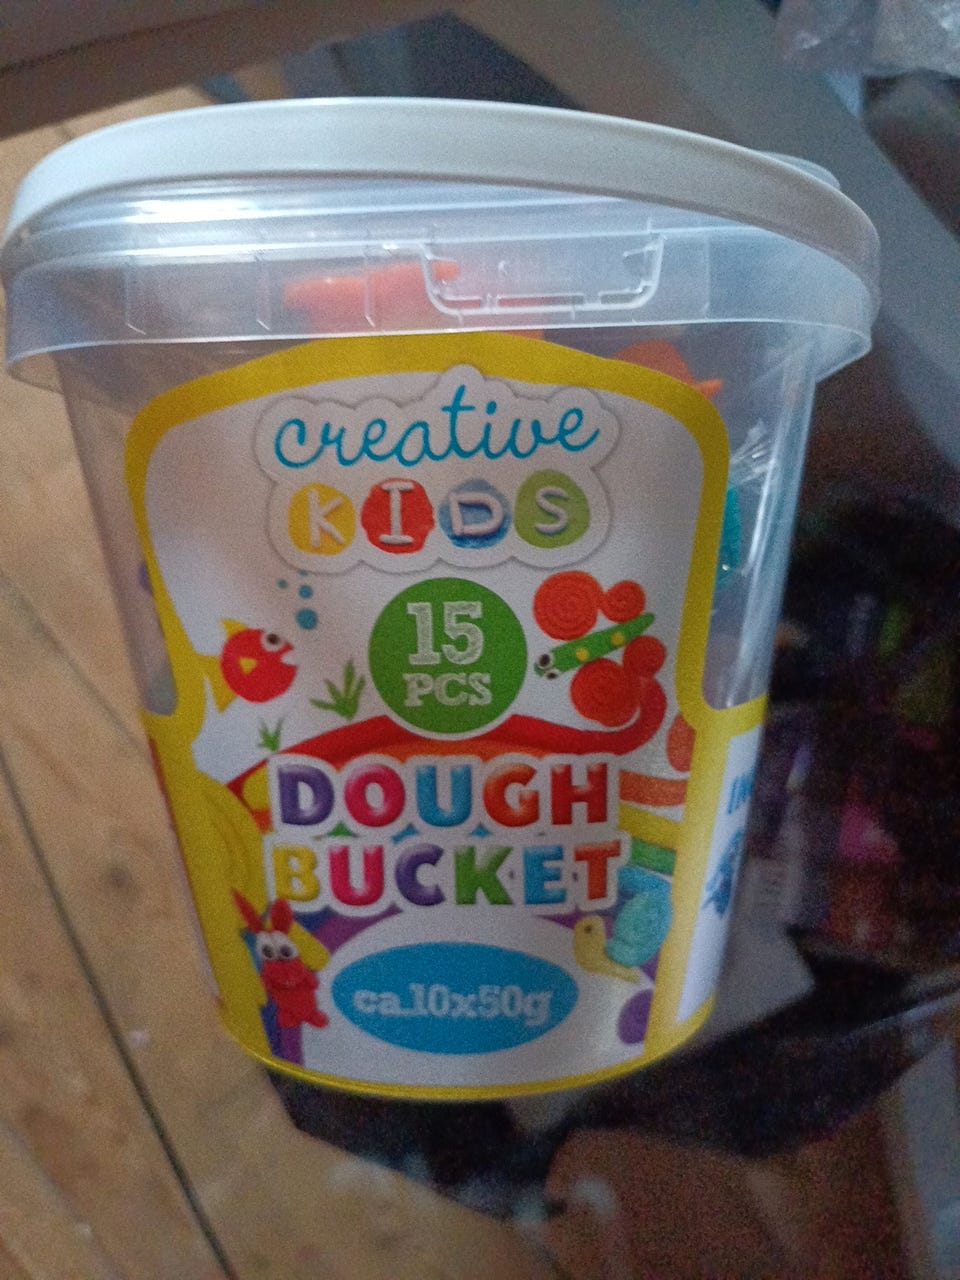 creative
KIDS
15
PCS
DOUGH
BUCKET
ca.10x50g